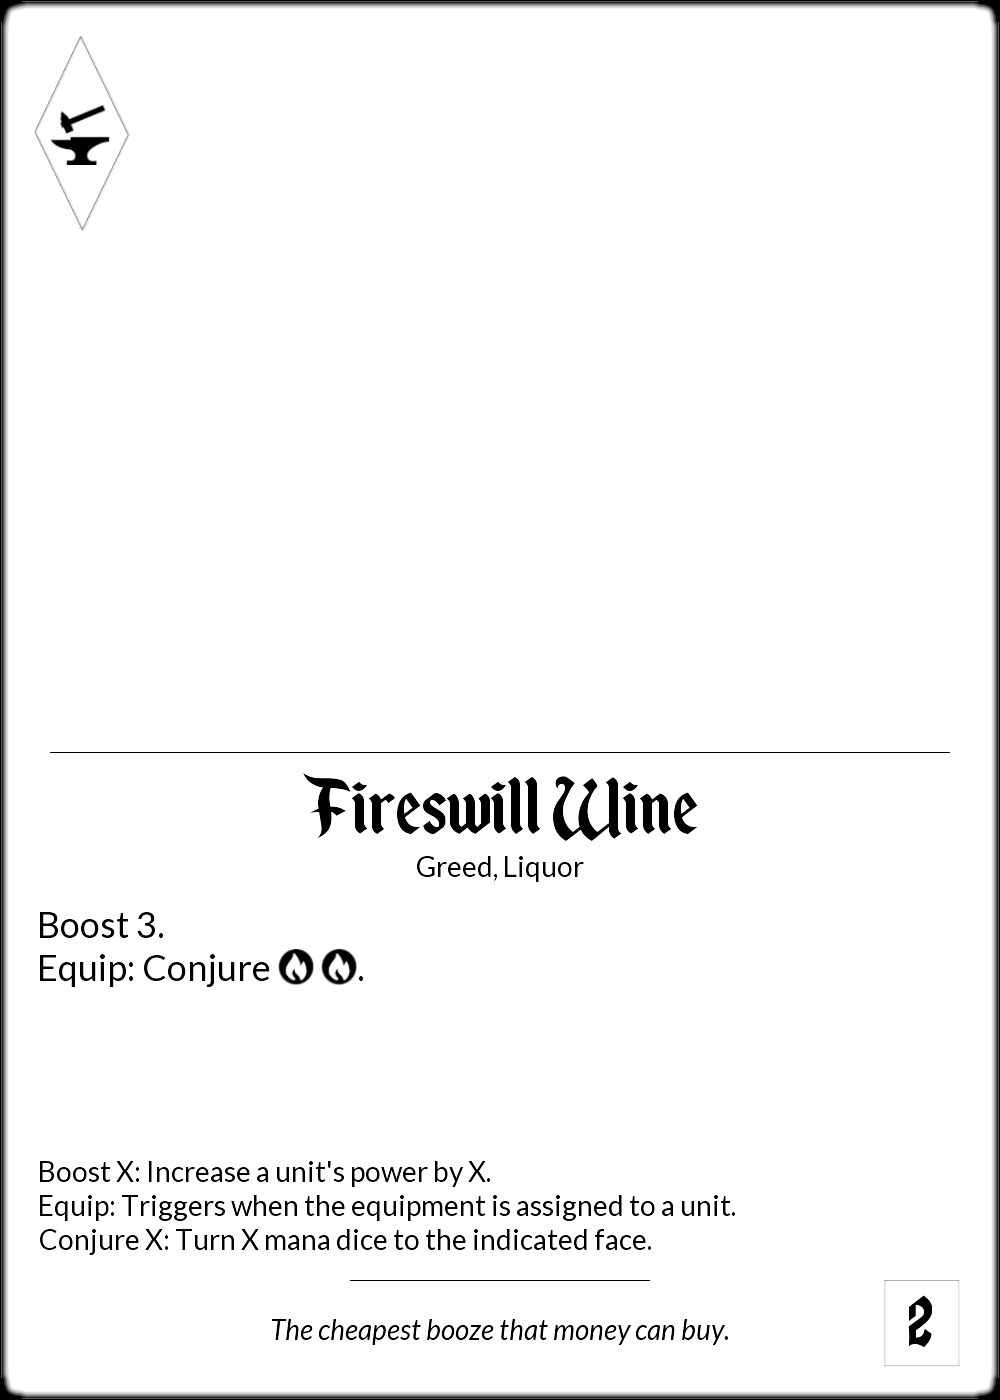 Fireswill Wine
Greed, Liquor
Boost 3.
Equip: Conjure .
Boost X: Increase a unit's power by X.
Equip: Triggers when the equipment is assigned to a unit.
Conjure X: Turn X mana dice to the indicated face.
The cheapest booze that money can buy.
2